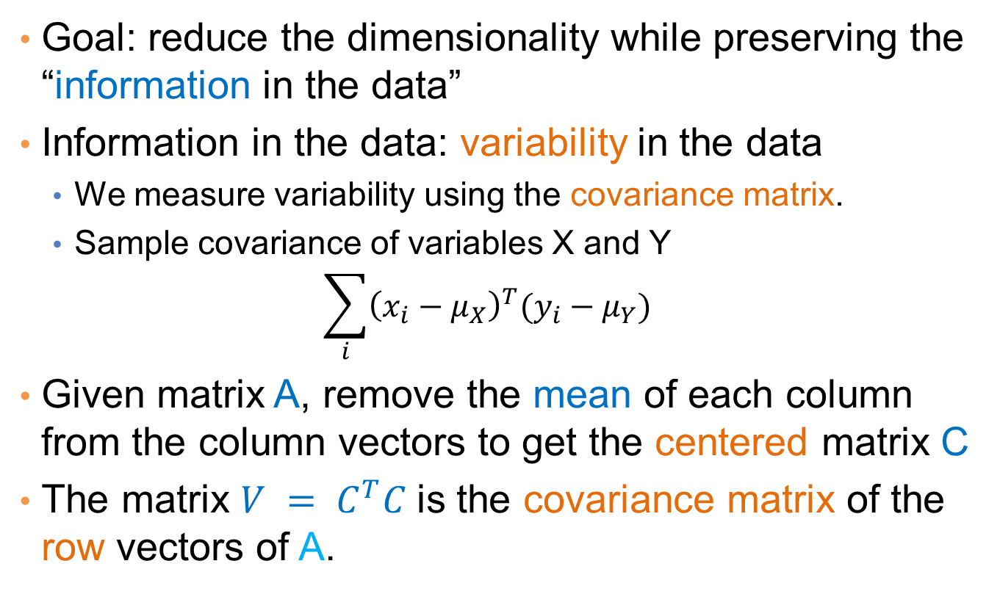 • Goal: reduce the dimensionality while preserving the
“information in the data”
• Information in the data: variability in the data
• We measure variability using the covariance matrix.
• Sample covariance of variables X and Y
∑_i (x_i − μ_X)^T (y_i − μ_Y)
• Given matrix A, remove the mean of each column
from the column vectors to get the centered matrix C
• The matrix V = C^T C is the covariance matrix of the
row vectors of A.